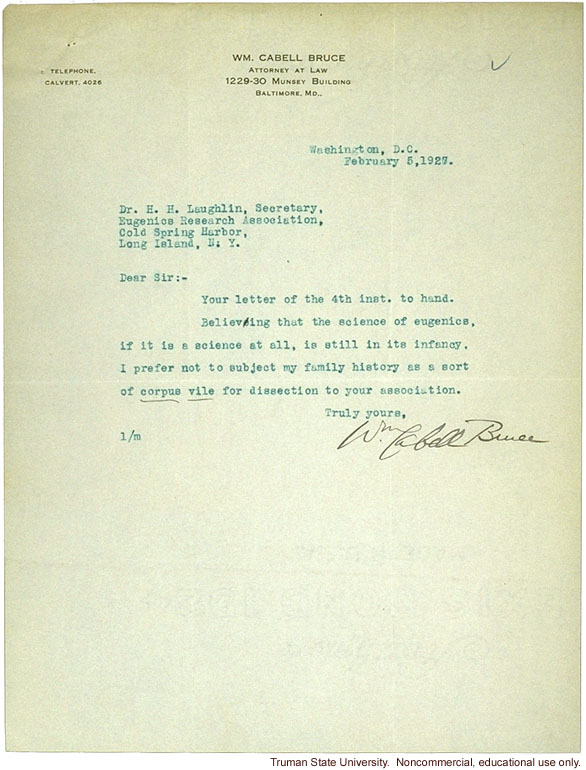 WM. CABELL BRUCE
ATTORNEY AT LAW
1229-30 MUNSEY BUILDING
BALTIMORE, MD.,
TELEPHONE,
CALVERT, 4026
Washington, D.C.
February 5,1927.
Dr. H. H. Laughlin, Secretary,
Eugenics Research Association,
Cold Spring Harbor,
Long Island, N. Y.
Dear Sir:-
Your letter of the 4th inst. to hand.
Believing that the science of eugenics,
if it is a science at all, is still in its infancy,
I prefer not to subject my family history as a sort
of corpus vile for dissection to your association.
Truly yours,
Wm. Cabell Bruce
1/m
Truman State University. Noncommercial, educational use only.